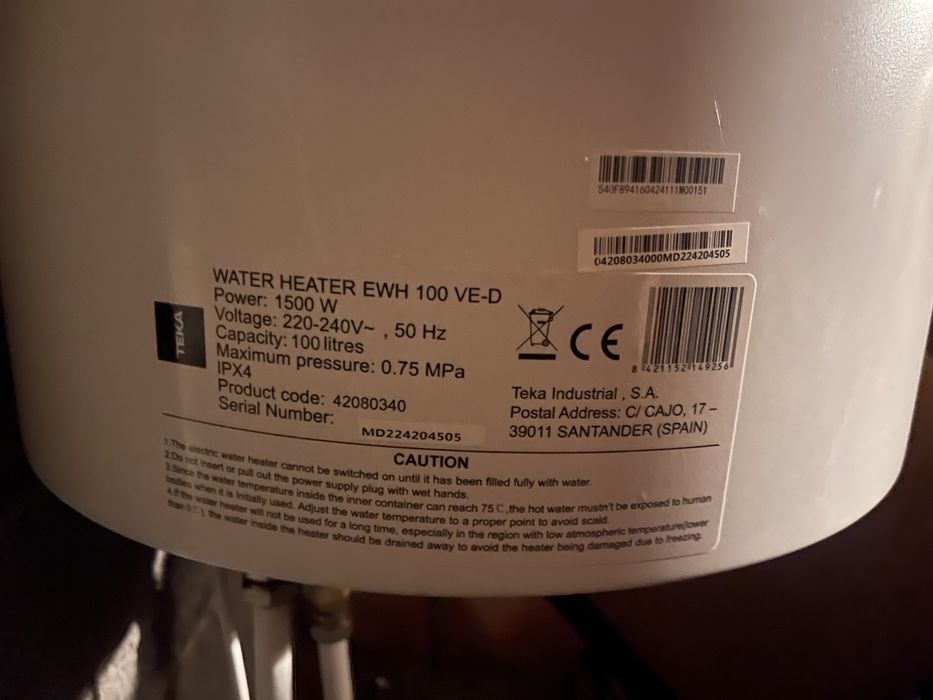 540F894160424111M00151
04208034000MD224204505
TEKA
WATER HEATER EWH 100 VE-D
Power: 1500 W
Voltage: 220-240V~ , 50 Hz
Capacity: 100 litres
Maximum pressure: 0.75 MPa
IPX4
Product code: 42080340
Serial Number:
MD224204505
8 421152 149256
Teka Industrial , S.A.
Postal Address: C/ CAJO, 17 –
39011 SANTANDER (SPAIN)
CAUTION
1.The electric water heater cannot be switched on until it has been filled fully with water.
2.Do not insert or pull out the power supply plug with wet hands.
3.Since the water temperature inside the inner container can reach 75℃,the hot water mustn't be exposed to human
bodies when it is initially used. Adjust the water temperature to a proper point to avoid scald.
4.If the water heater will not be used for a long time, especially in the region with low atmospheric temperature(lower
than 0℃), the water inside the heater should be drained away to avoid the heater being damaged due to freezing.